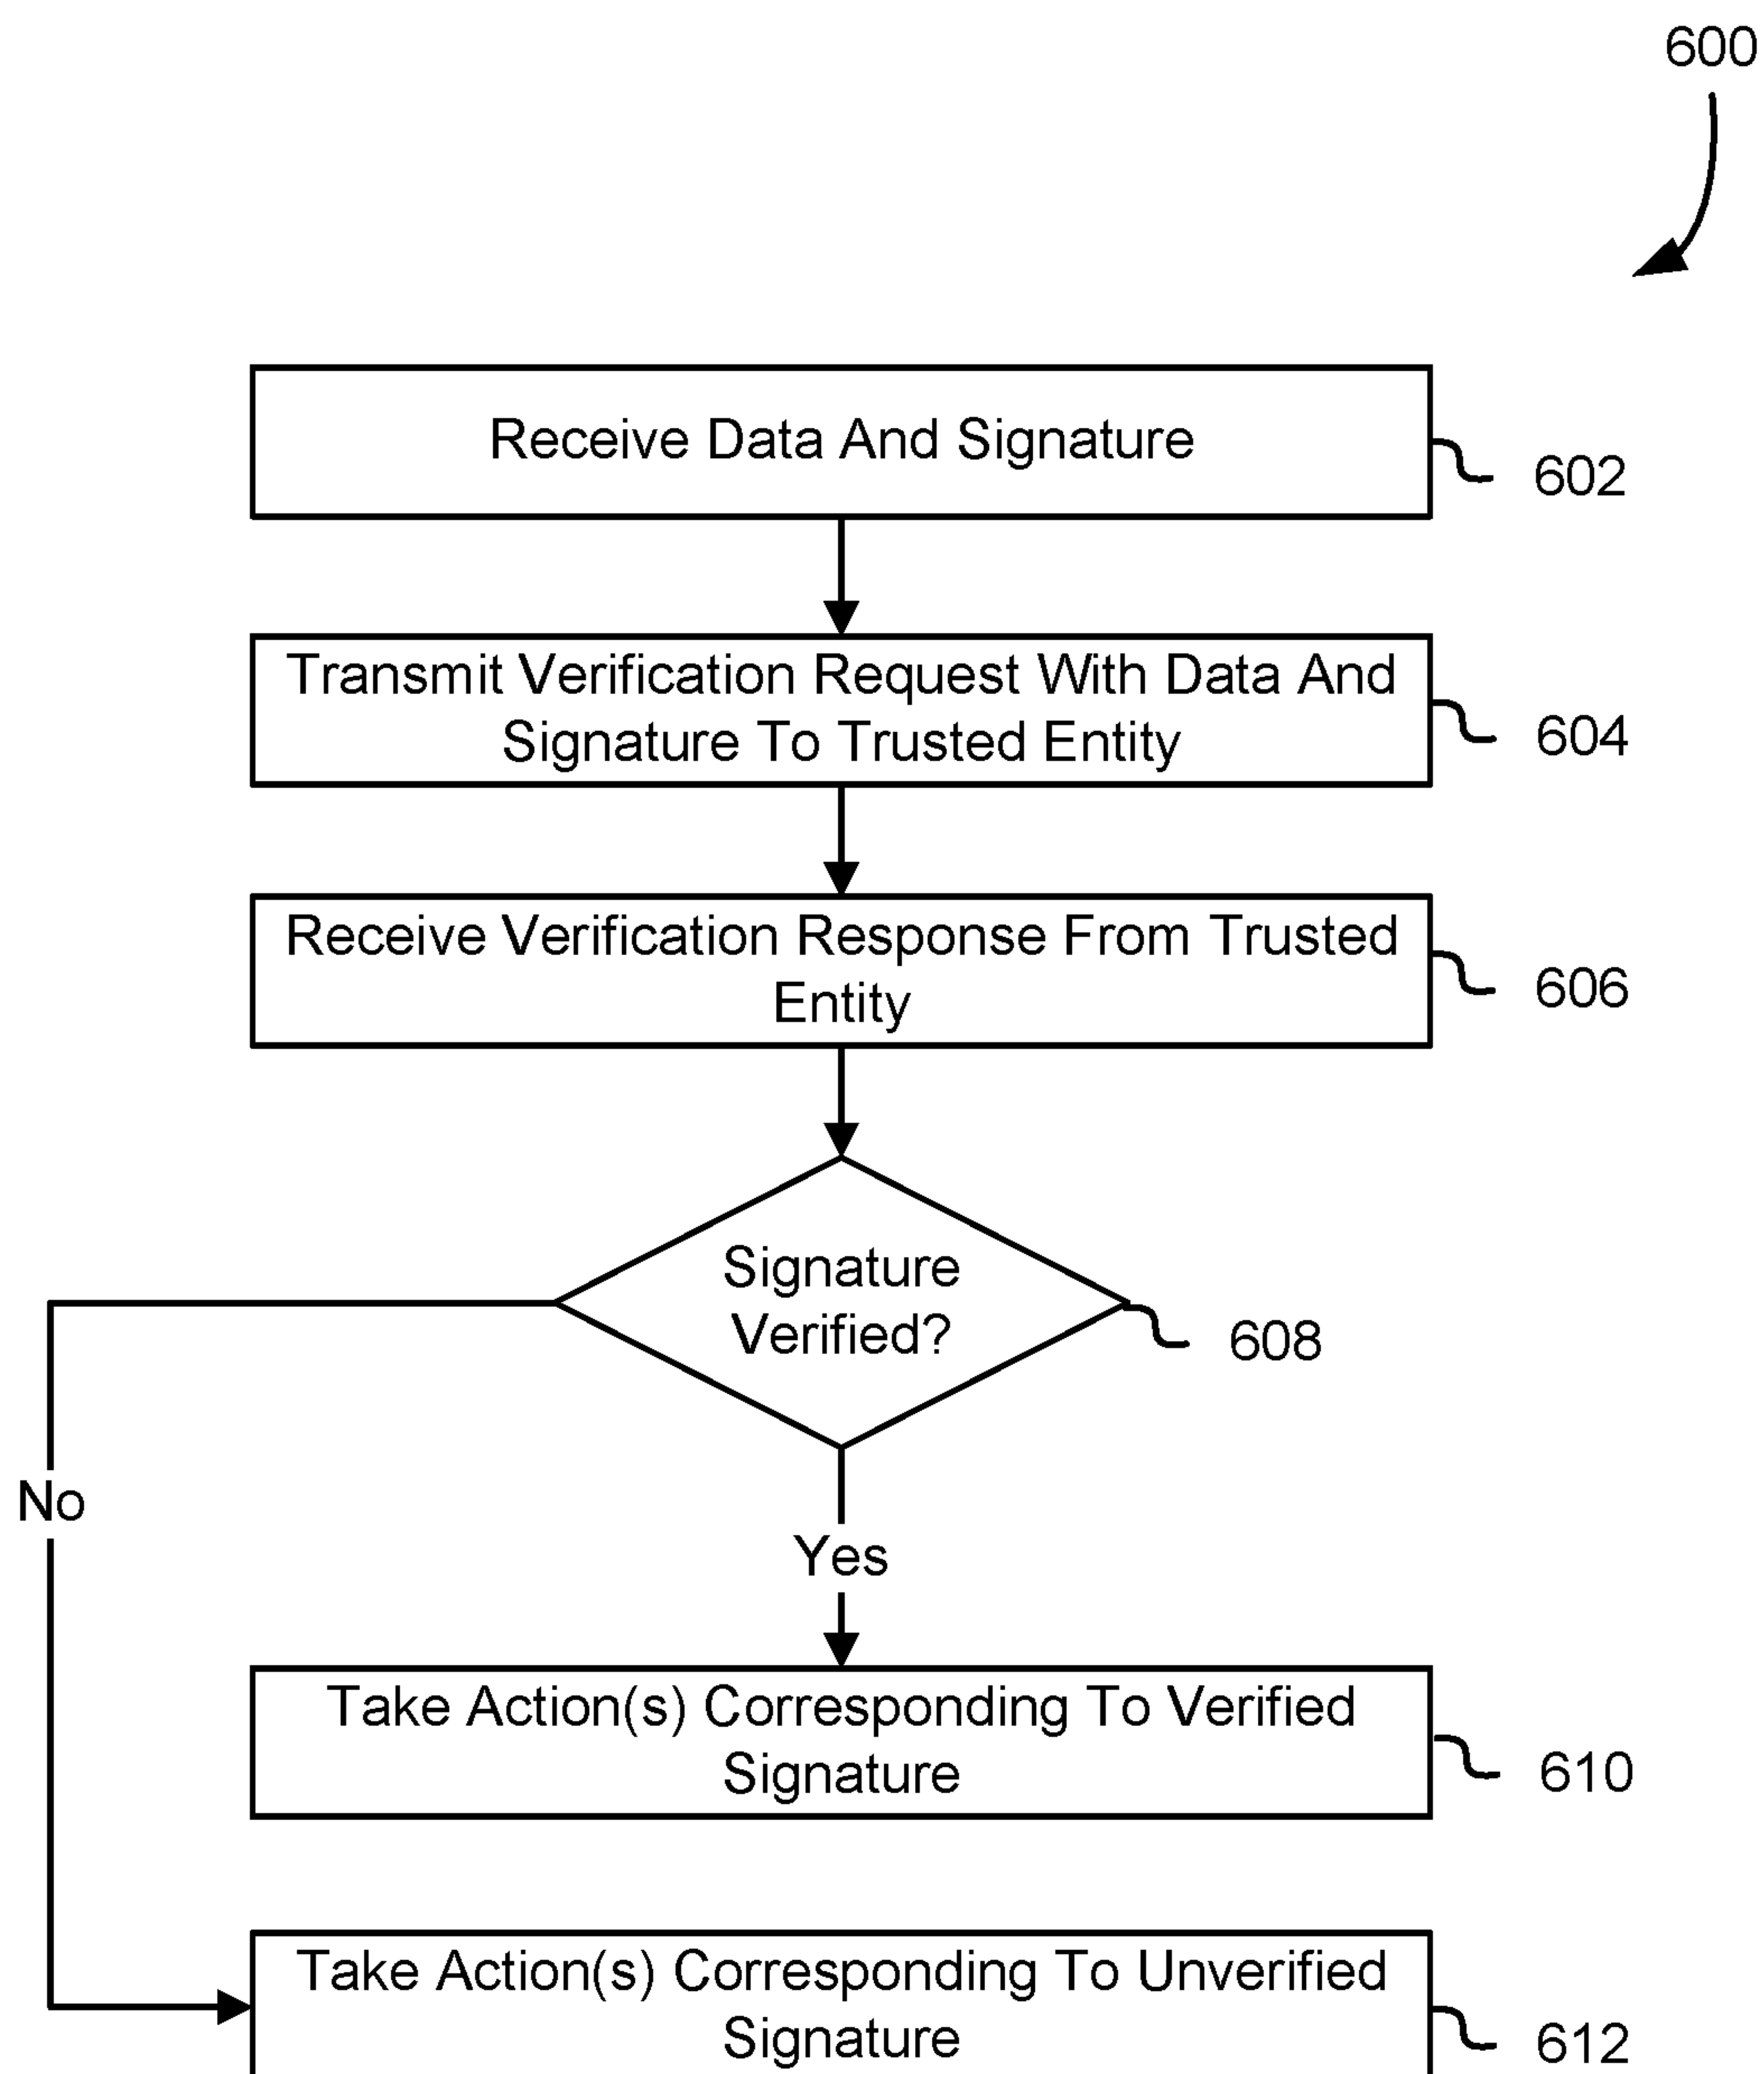 600
Receive Data And Signature
602
Transmit Verification Request With Data And
Signature To Trusted Entity
604
Receive Verification Response From Trusted
Entity
606
Signature
Verified?
608
No
Yes
Take Action(s) Corresponding To Verified
Signature
610
Take Action(s) Corresponding To Unverified
Signature
612